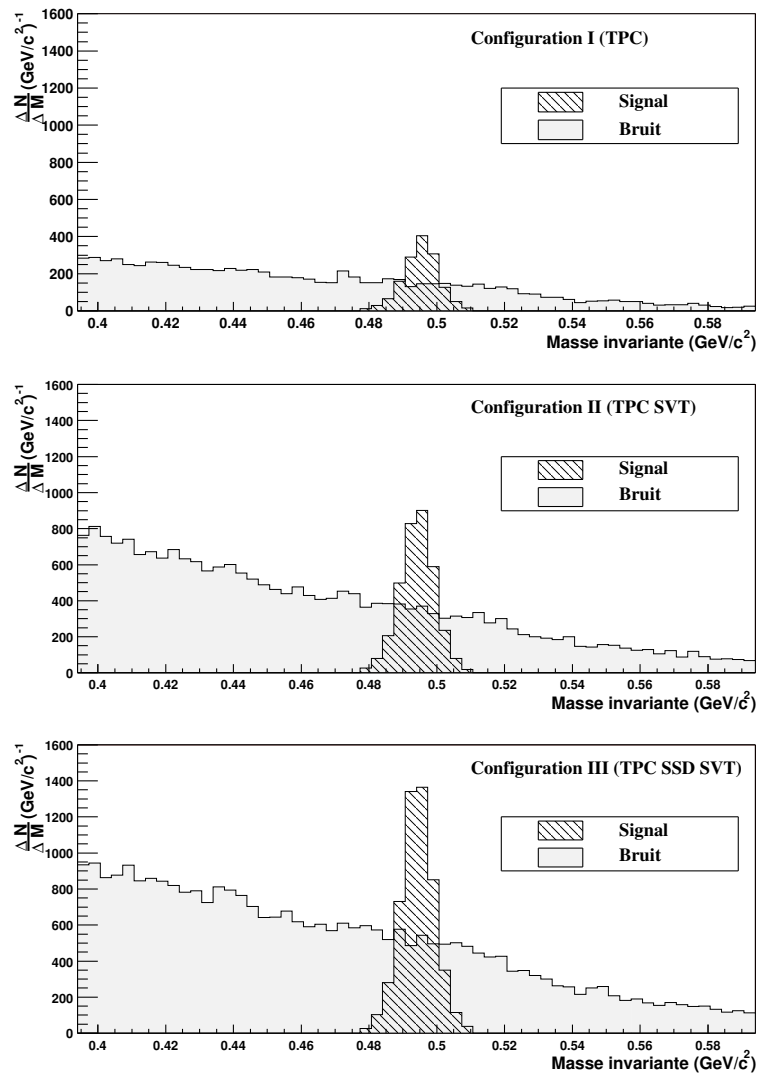 1600
1400
1200
1000
800
600
400
200
0
ΔN/ΔM (GeV/c²)⁻¹
Configuration I (TPC)
Signal
Bruit
0.4 0.42 0.44 0.46 0.48 0.5 0.52 0.54 0.56 0.58
Masse invariante (GeV/c²)
1600
1400
1200
1000
800
600
400
200
0
ΔN/ΔM (GeV/c²)⁻¹
Configuration II (TPC SVT)
Signal
Bruit
0.4 0.42 0.44 0.46 0.48 0.5 0.52 0.54 0.56 0.58
Masse invariante (GeV/c²)
1600
1400
1200
1000
800
600
400
200
0
ΔN/ΔM (GeV/c²)⁻¹
Configuration III (TPC SSD SVT)
Signal
Bruit
0.4 0.42 0.44 0.46 0.48 0.5 0.52 0.54 0.56 0.58
Masse invariante (GeV/c²)